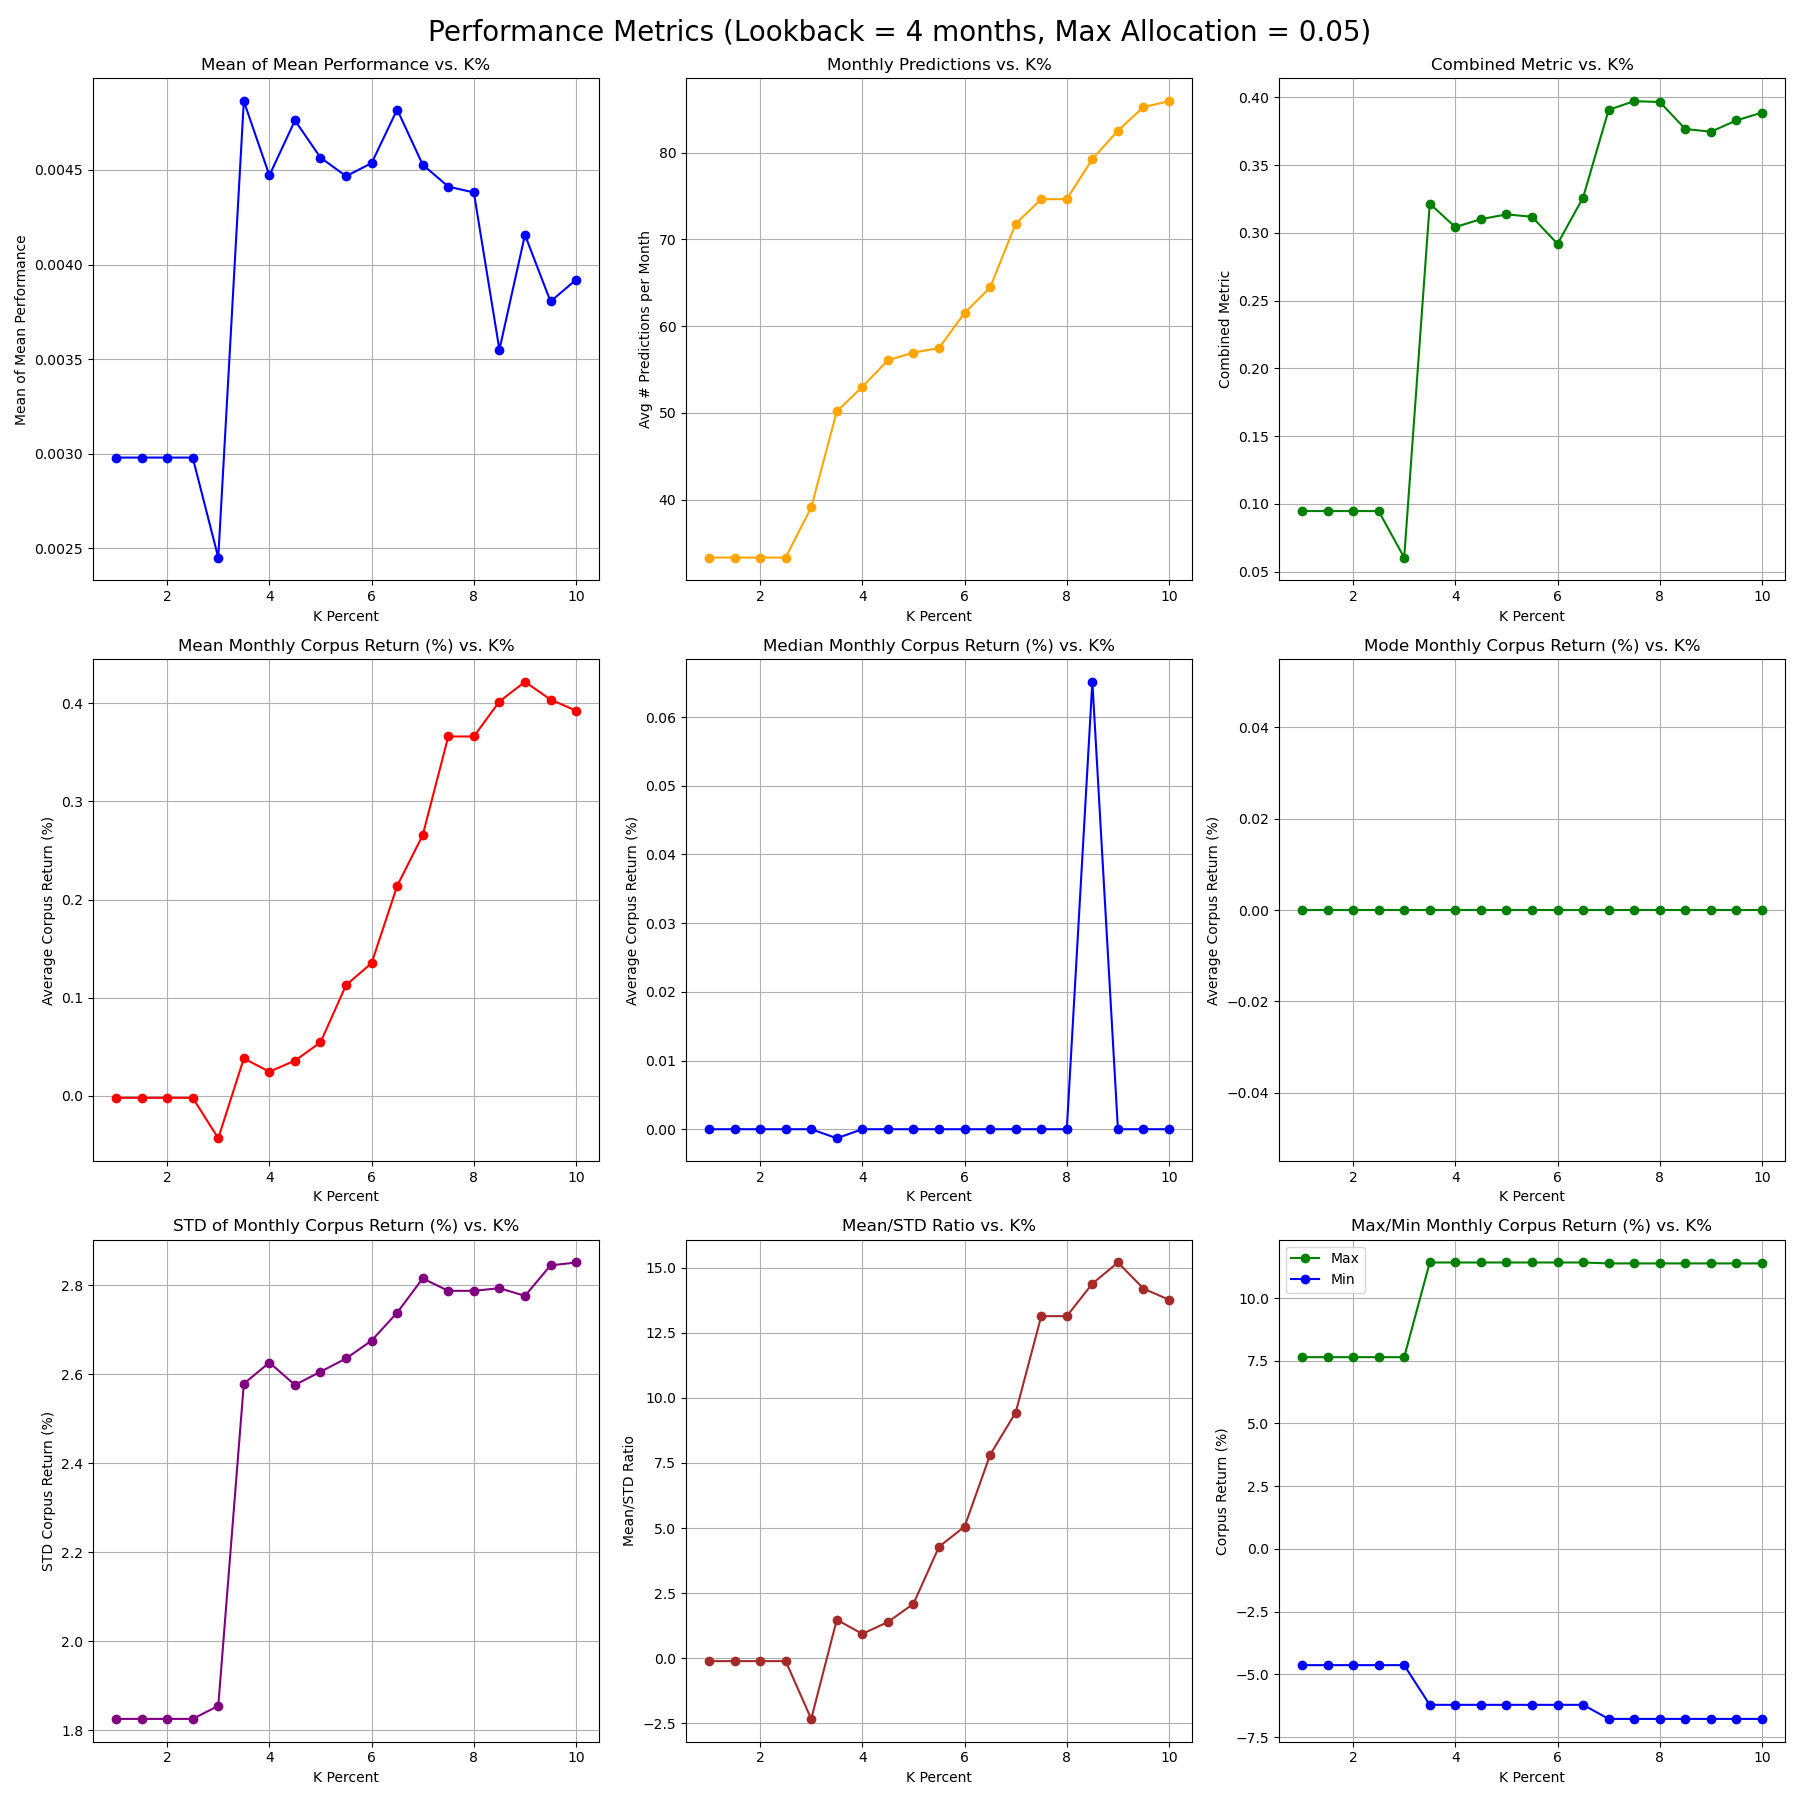 Performance Metrics (Lookback = 4 months, Max Allocation = 0.05)
Mean of Mean Performance vs. K%
Mean of Mean Performance
0.0045
0.0040
0.0035
0.0030
0.0025
2 4 6 8 10
K Percent
Monthly Predictions vs. K%
Avg # Predictions per Month
80
70
60
50
40
2 4 6 8 10
K Percent
Combined Metric vs. K%
Combined Metric
0.40
0.35
0.30
0.25
0.20
0.15
0.10
0.05
2 4 6 8 10
K Percent
Mean Monthly Corpus Return (%) vs. K%
Average Corpus Return (%)
0.4
0.3
0.2
0.1
0.0
2 4 6 8 10
K Percent
Median Monthly Corpus Return (%) vs. K%
Average Corpus Return (%)
0.06
0.05
0.04
0.03
0.02
0.01
0.00
2 4 6 8 10
K Percent
Mode Monthly Corpus Return (%) vs. K%
Average Corpus Return (%)
0.04
0.02
0.00
−0.02
−0.04
2 4 6 8 10
K Percent
STD of Monthly Corpus Return (%) vs. K%
STD Corpus Return (%)
2.8
2.6
2.4
2.2
2.0
1.8
2 4 6 8 10
K Percent
Mean/STD Ratio vs. K%
Mean/STD Ratio
15.0
12.5
10.0
7.5
5.0
2.5
0.0
−2.5
2 4 6 8 10
K Percent
Max/Min Monthly Corpus Return (%) vs. K%
Max
Min
Corpus Return (%)
10.0
7.5
5.0
2.5
0.0
−2.5
−5.0
−7.5
2 4 6 8 10
K Percent